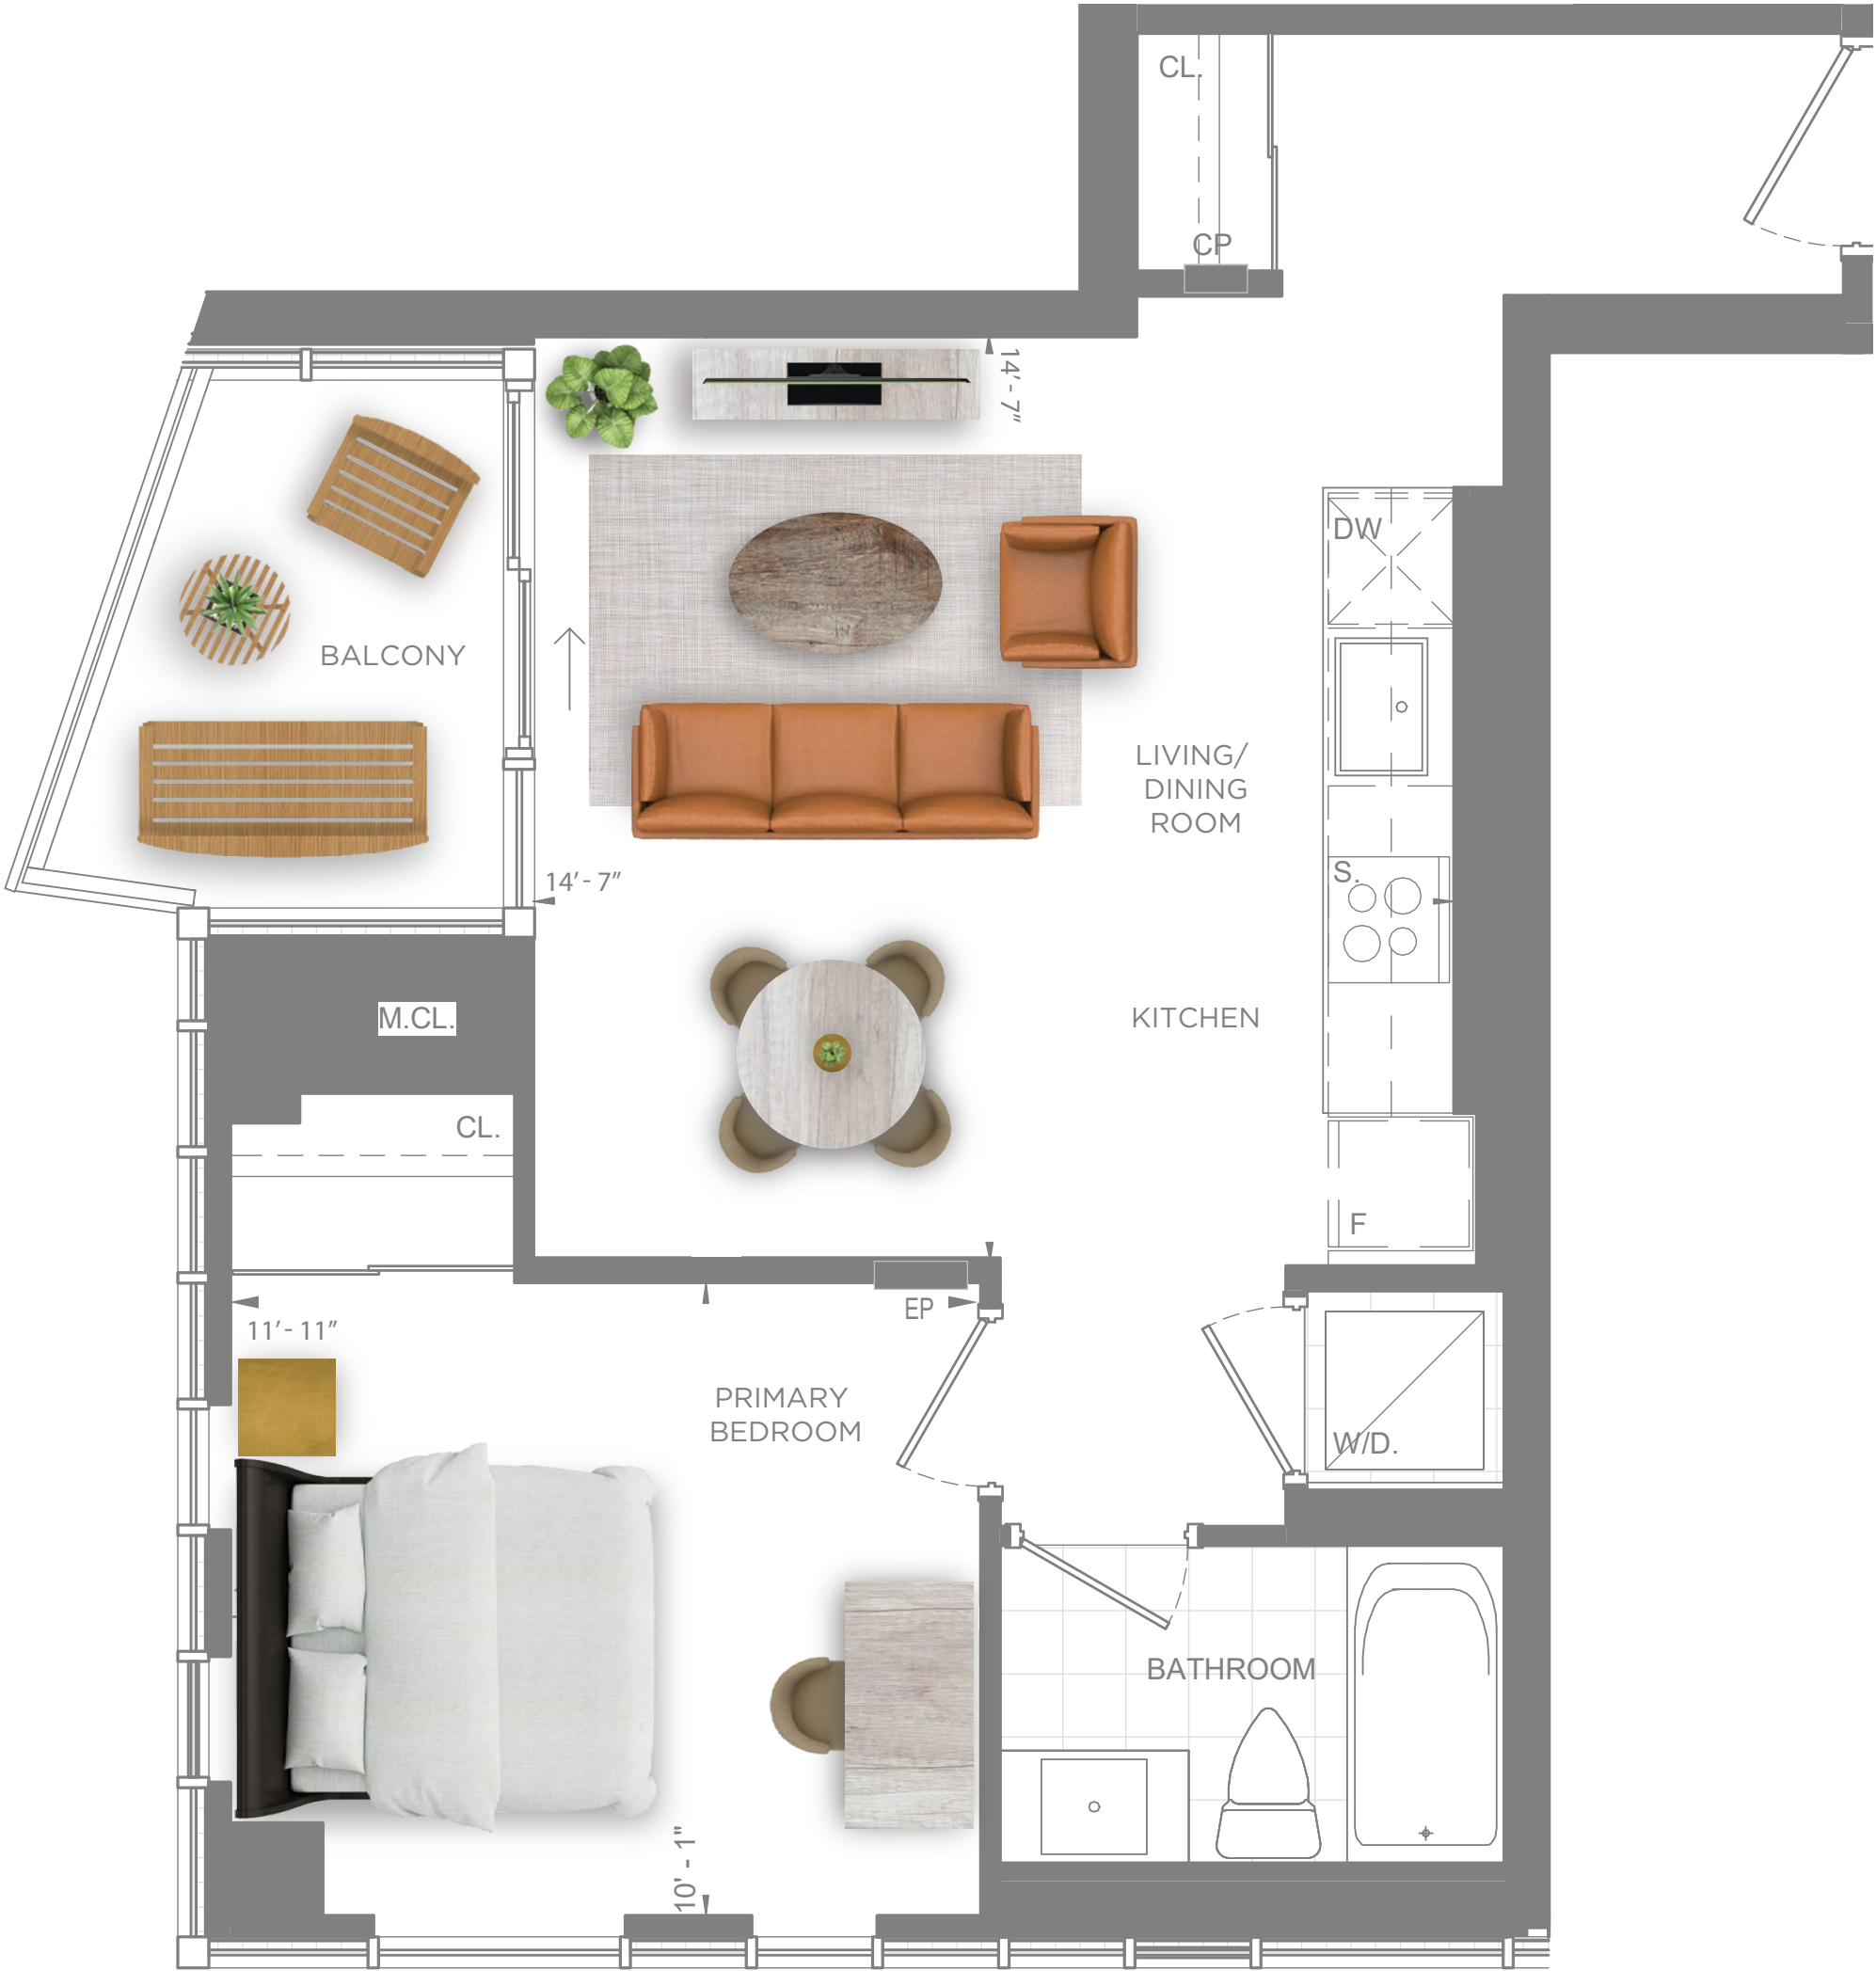 CL.
CP
14' - 7"
DW
BALCONY
LIVING/
DINING
ROOM
S.
14' - 7"
M.CL.
KITCHEN
CL.
F
EP
11' - 11"
PRIMARY
BEDROOM
W/D.
BATHROOM
10' - 1"